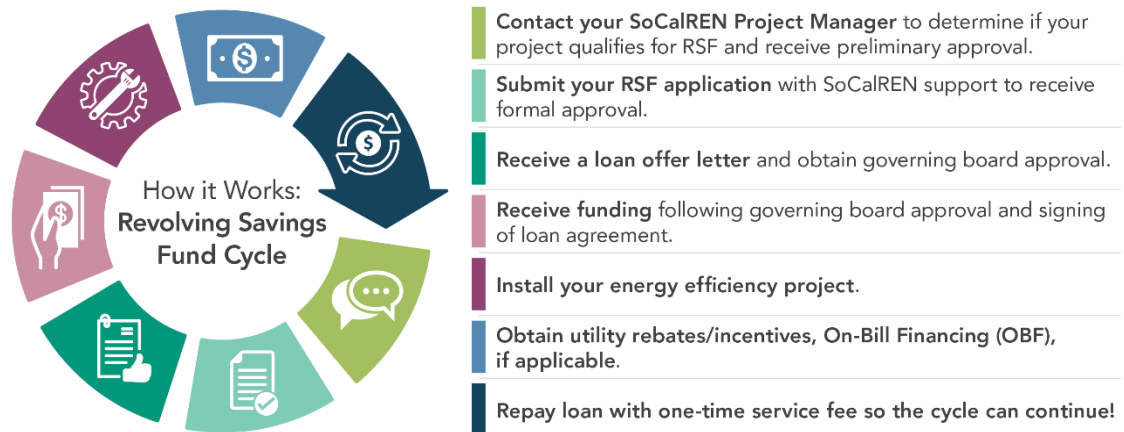 How it Works:
Revolving Savings
Fund Cycle
$
$
$
Contact your SoCalREN Project Manager to determine if your
project qualifies for RSF and receive preliminary approval.
Submit your RSF application with SoCalREN support to receive
formal approval.
Receive a loan offer letter and obtain governing board approval.
Receive funding following governing board approval and signing
of loan agreement.
Install your energy efficiency project.
Obtain utility rebates/incentives, On-Bill Financing (OBF),
if applicable.
Repay loan with one-time service fee so the cycle can continue!